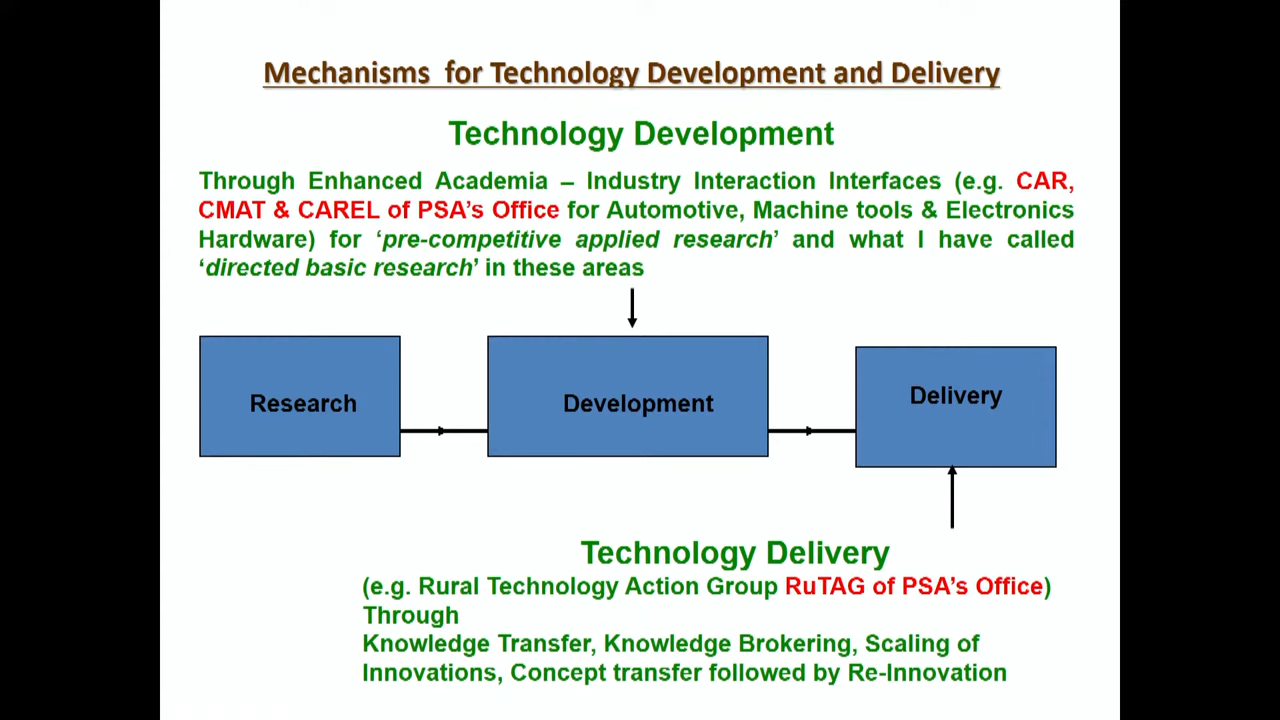 Mechanisms for Technology Development and Delivery
Technology Development
Through Enhanced Academia – Industry Interaction Interfaces (e.g. CAR,
CMAT & CAREL of PSA's Office for Automotive, Machine tools & Electronics
Hardware) for ‘pre-competitive applied research’ and what I have called
‘directed basic research’ in these areas
Research
Development
Delivery
Technology Delivery
(e.g. Rural Technology Action Group RuTAG of PSA's Office)
Through
Knowledge Transfer, Knowledge Brokering, Scaling of
Innovations, Concept transfer followed by Re-Innovation